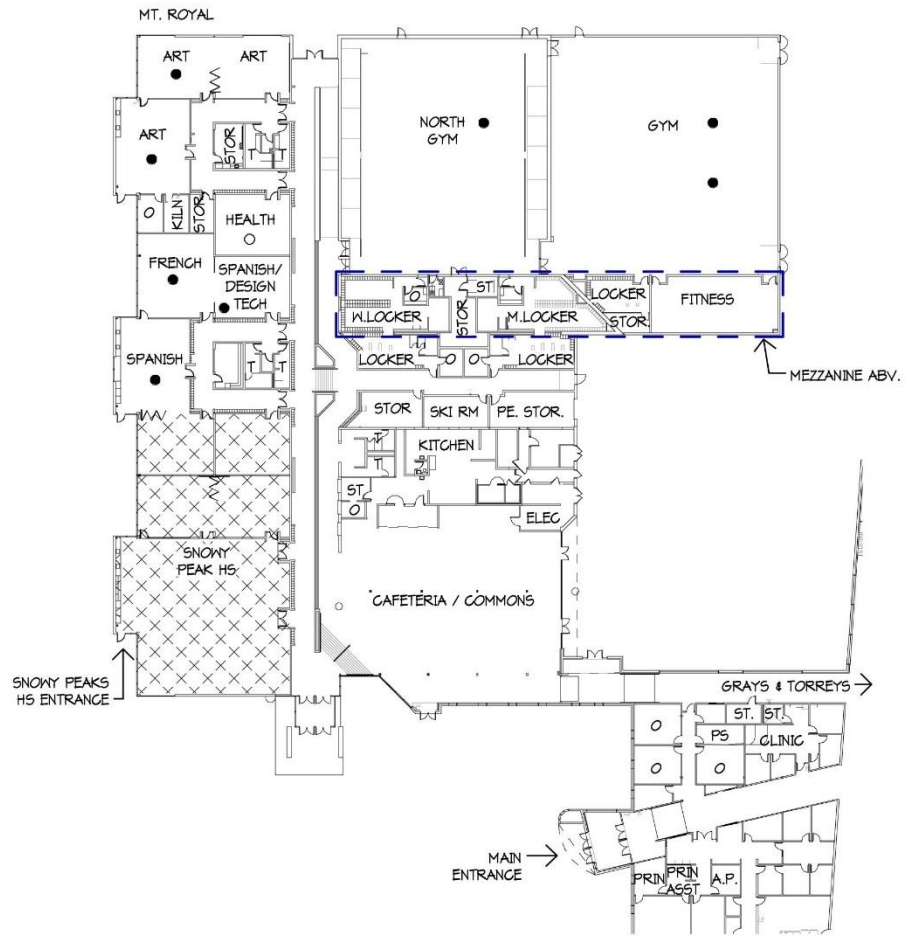 MT. ROYAL
ART
ART
NORTH
GYM
GYM
ART
STOR
T
T
O
KILN
STOR
HEALTH
FRENCH
SPANISH/
DESIGN
TECH
O
ST
W.LOCKER
STOR
M.LOCKER
LOCKER
STOR.
FITNESS
SPANISH
T
T
LOCKER
O
O
LOCKER
MEZZANINE ABV.
STOR
SKI RM
PE. STOR.
T
T
KITCHEN
ST.
O
ELEC
SNOWY
PEAK HS
CAFETERIA / COMMONS
SNOWY PEAKS
HS ENTRANCE
GRAYS & TORREYS
O
ST.
ST.
PS
CLINIC
O
O
MAIN
ENTRANCE
PRIN
PRIN
ASST
A.P.